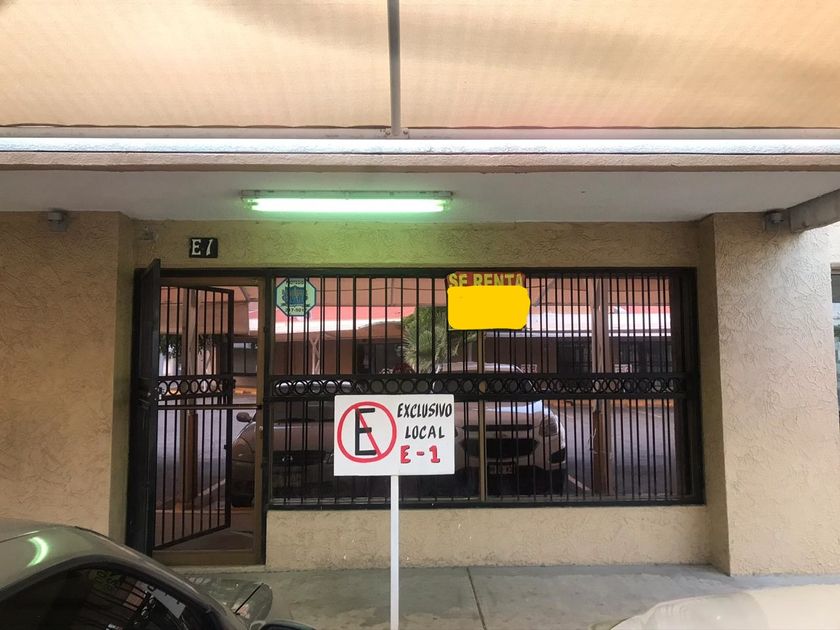 E1
SE RENTA
E
EXCLUSIVO
LOCAL
E-1